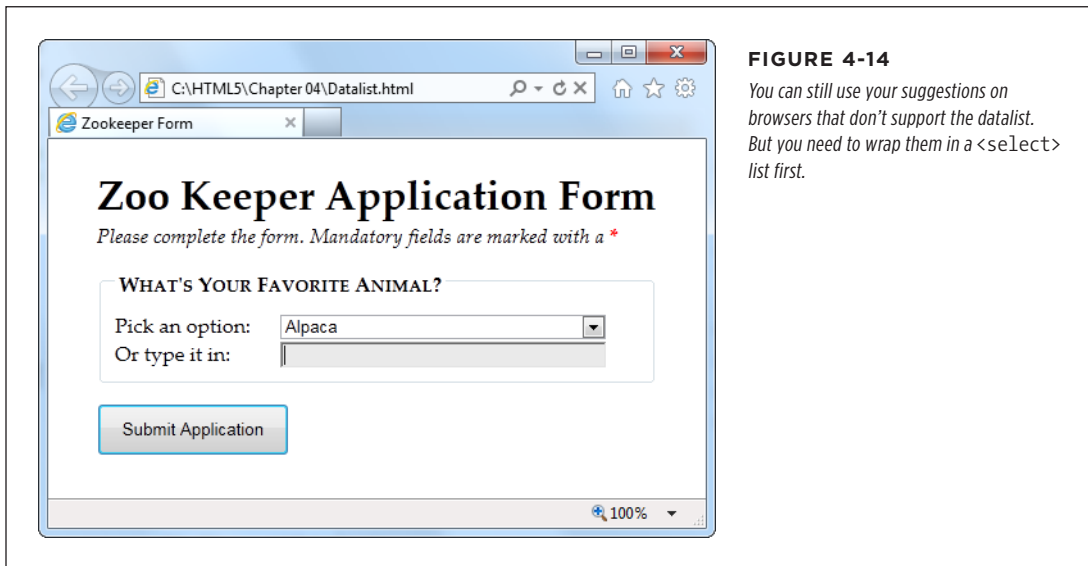 C:\HTML5\Chapter 04\Datalist.html
Zookeeper Form
Zoo Keeper Application Form
Please complete the form. Mandatory fields are marked with a *
WHAT'S YOUR FAVORITE ANIMAL?
Pick an option: Alpaca
Or type it in:
Submit Application
100%
FIGURE 4-14
You can still use your suggestions on
browsers that don't support the datalist.
But you need to wrap them in a <select>
list first.